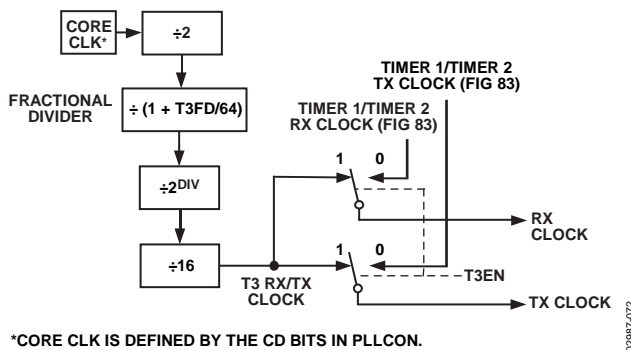 CORE
CLK*
÷2
FRACTIONAL
DIVIDER
÷ (1 + T3FD/64)
TIMER 1/TIMER 2
TX CLOCK (FIG 83)
TIMER 1/TIMER 2
RX CLOCK (FIG 83)
÷2DIV
1 0
RX
CLOCK
÷16
1 0
T3 RX/TX
CLOCK
T3EN
TX CLOCK
*CORE CLK IS DEFINED BY THE CD BITS IN PLLCON.
02987-072